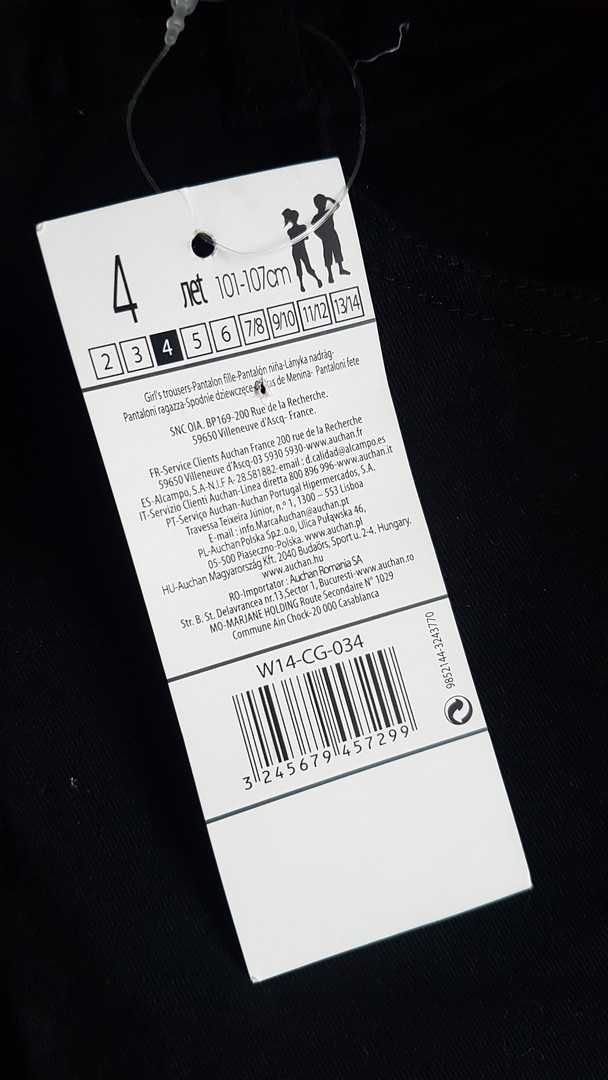 4 лет 101-107cm
2 3 4 5 6 7/8 9/10 11/12 13/14
Girl's trousers-Pantalon fille-Pantalón niña-Lányka nadrág-
Pantaloni ragazza-Spodnie dziewczęce de Menina- Pantaloni fete
SNC OIA. BP169-200 Rue de la Recherche.
59650 Villeneuve d'Ascq- France.
FR-Service Clients Auchan France 200 rue de la Recherche
59650 Villeneuve d'Ascq-03 5930 5930-www.auchan.fr
ES-Alcampo, S.A-N.I.F A-28.581882-email : d.calidad@alcampo.es
IT-Servizio Clienti Auchan-Linea diretta 800 896 996-www.auchan.it
PT-Serviço Auchan-Auchan Portugal Hipermercados, S.A.
Travessa Teixeira Júnior, n.º 1, 1300 – 553 Lisboa
E-mail : info.MarcaAuchan@auchan.pt
PL-Auchan Polska Spz.o.o, Ulica Puławska 46,
05-500 Piaseczno-Polska. www.auchan.pl
HU-Auchan Magyarország Kft. 2040 Budaörs, Sport u. 2-4. Hungary.
www.auchan.hu
RO-Importator : Auchan Romania SA
Str. B. St. Delavrancea nr.13,Sector 1, Bucuresti-www.auchan.ro
MO-MARJANE HOLDING Route Secondaire N° 1029
Commune Ain Chock-20 000 Casablanca
W14-CG-034
9852144-3243770
3 245679 457299